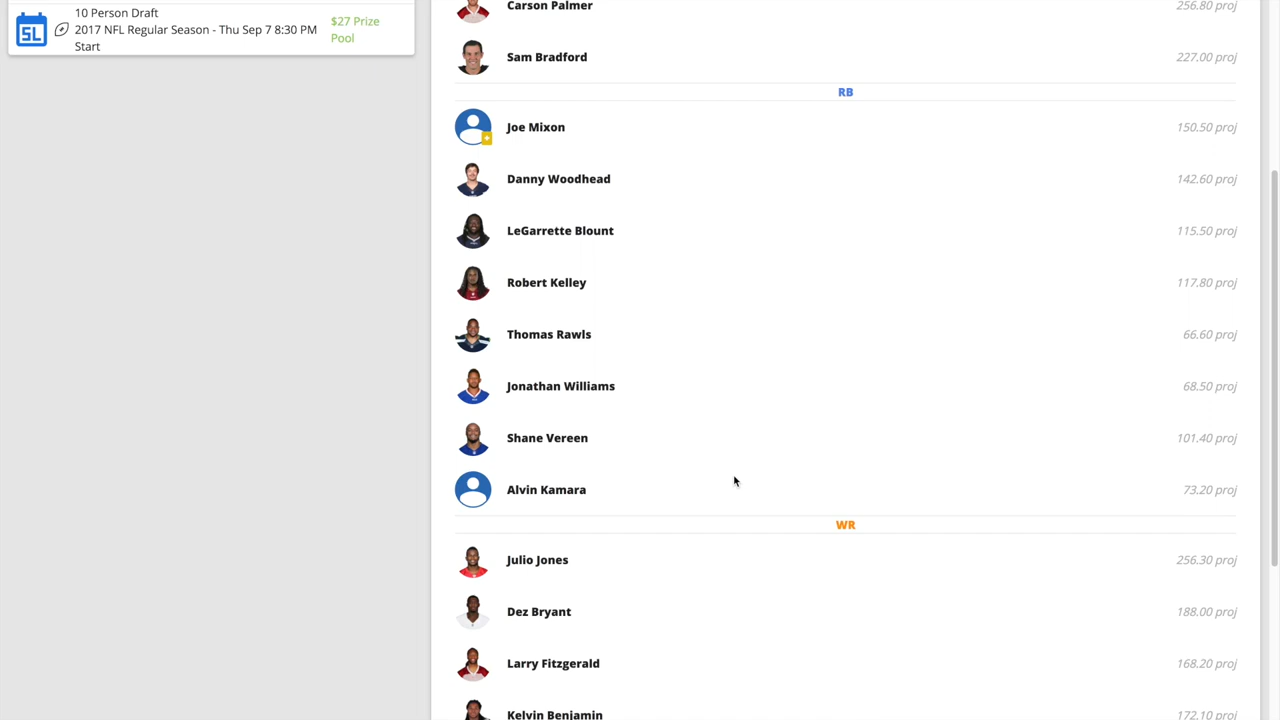 10 Person Draft
2017 NFL Regular Season - Thu Sep 7 8:30 PM
Start
$27 Prize
Pool
SL
Carson Palmer 256.80 proj
Sam Bradford 227.00 proj
RB
Joe Mixon 150.50 proj
Danny Woodhead 142.60 proj
LeGarrette Blount 115.50 proj
Robert Kelley 117.80 proj
Thomas Rawls 66.60 proj
Jonathan Williams 68.50 proj
Shane Vereen 101.40 proj
Alvin Kamara 73.20 proj
WR
Julio Jones 256.30 proj
Dez Bryant 188.00 proj
Larry Fitzgerald 168.20 proj
Kelvin Benjamin 172.10 proj